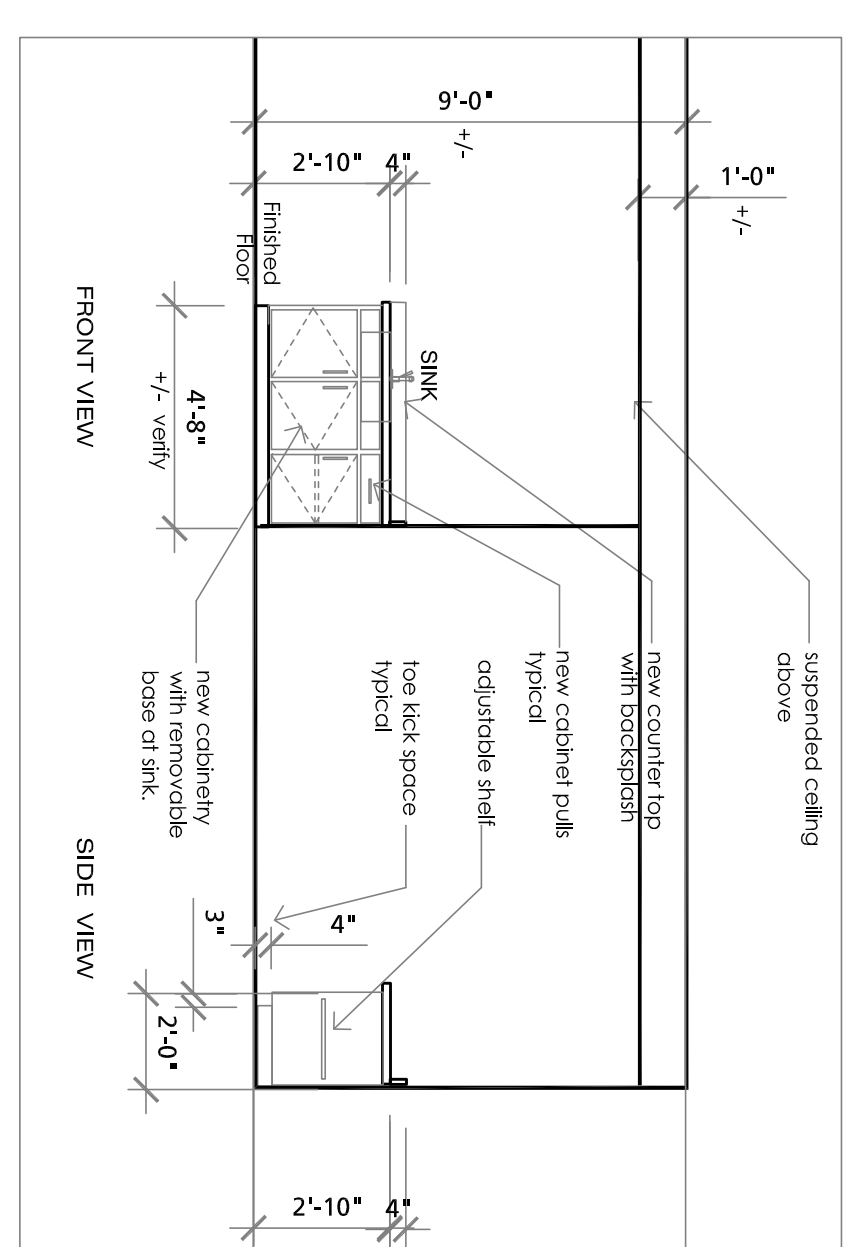 9'-0"
+/-
2'-10"
4"
1'-0"
+/-
Finished
Floor
SINK
FRONT VIEW
4'-8"
+/- verify
suspended ceiling
above
new counter top
with backsplash
new cabinet pulls
typical
adjustable shelf
toe kick space
typical
new cabinetry
with removable
base at sink.
SIDE VIEW
3"
4"
2'-0"
2'-10"
4"